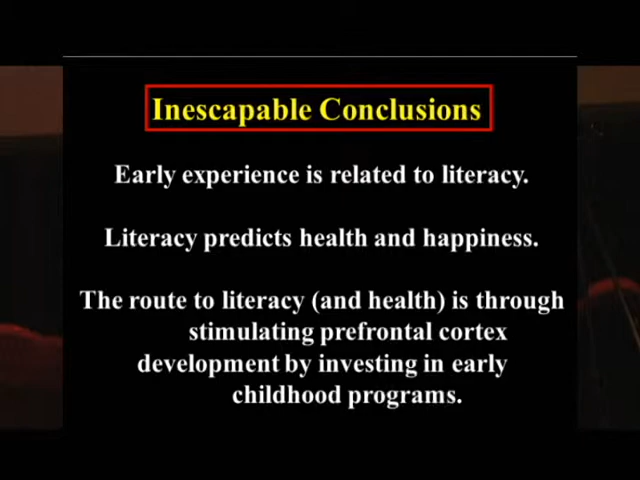 Inescapable Conclusions
Early experience is related to literacy.
Literacy predicts health and happiness.
The route to literacy (and health) is through
stimulating prefrontal cortex
development by investing in early
childhood programs.